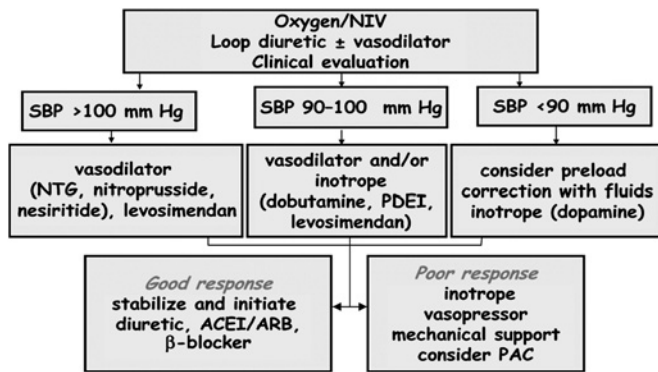 Oxygen/NIV
Loop diuretic ± vasodilator
Clinical evaluation
SBP >100 mm Hg
SBP 90–100 mm Hg
SBP <90 mm Hg
vasodilator
(NTG, nitroprusside,
nesiritide), levosimendan
vasodilator and/or
inotrope
(dobutamine, PDEI,
levosimendan)
consider preload
correction with fluids
inotrope (dopamine)
Good response
stabilize and initiate
diuretic, ACEI/ARB,
β-blocker
Poor response
inotrope
vasopressor
mechanical support
consider PAC